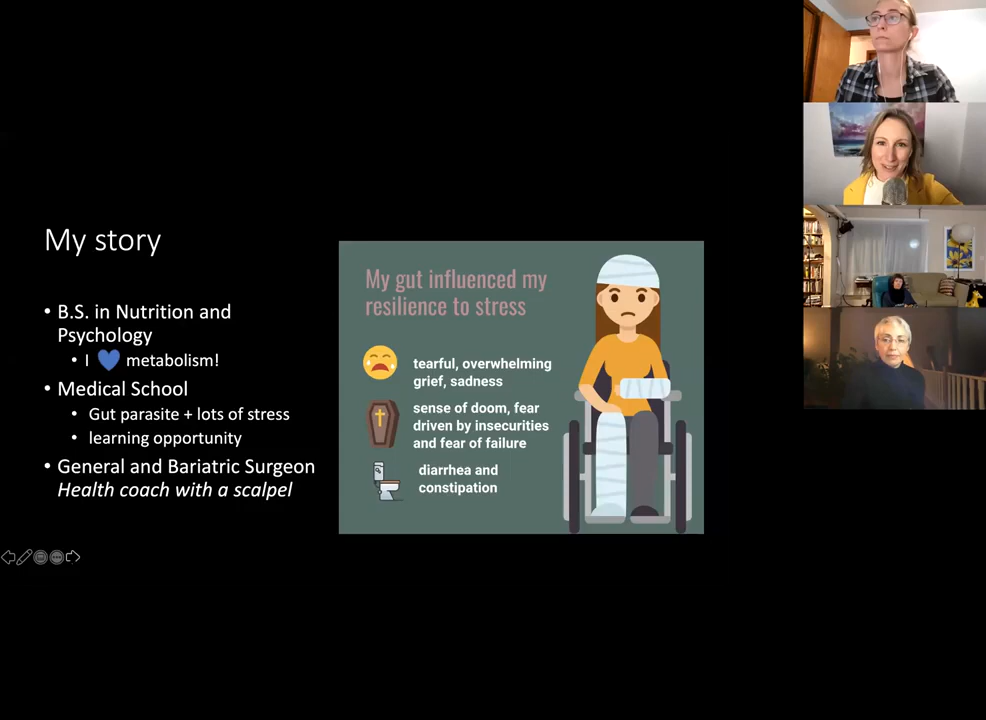 My story
• B.S. in Nutrition and
Psychology
• I 💙 metabolism!
• Medical School
• Gut parasite + lots of stress
• learning opportunity
• General and Bariatric Surgeon
Health coach with a scalpel
My gut influenced my
resilience to stress
tearful, overwhelming
grief, sadness
sense of doom, fear
driven by insecurities
and fear of failure
diarrhea and
constipation